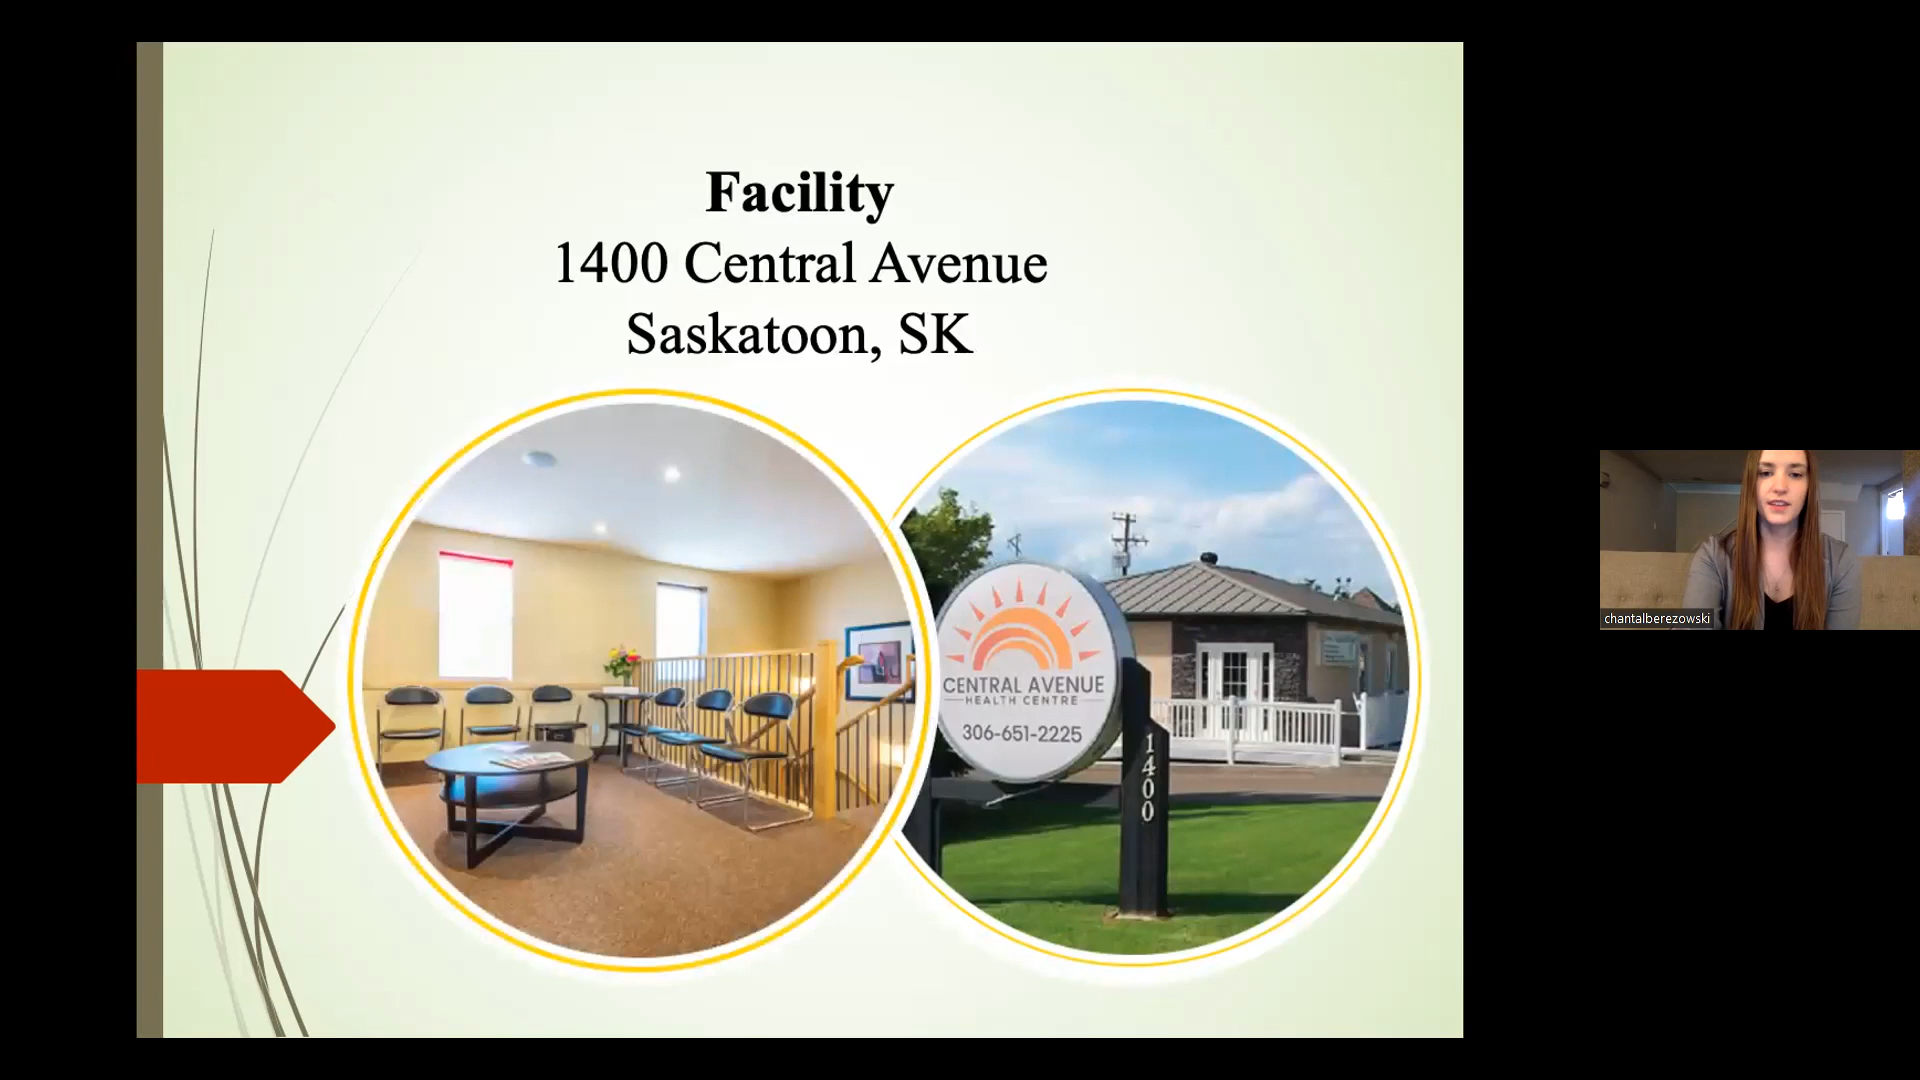 Facility
1400 Central Avenue
Saskatoon, SK
CENTRAL AVENUE
HEALTH CENTRE
306-651-2225
1400
chantalberezowski